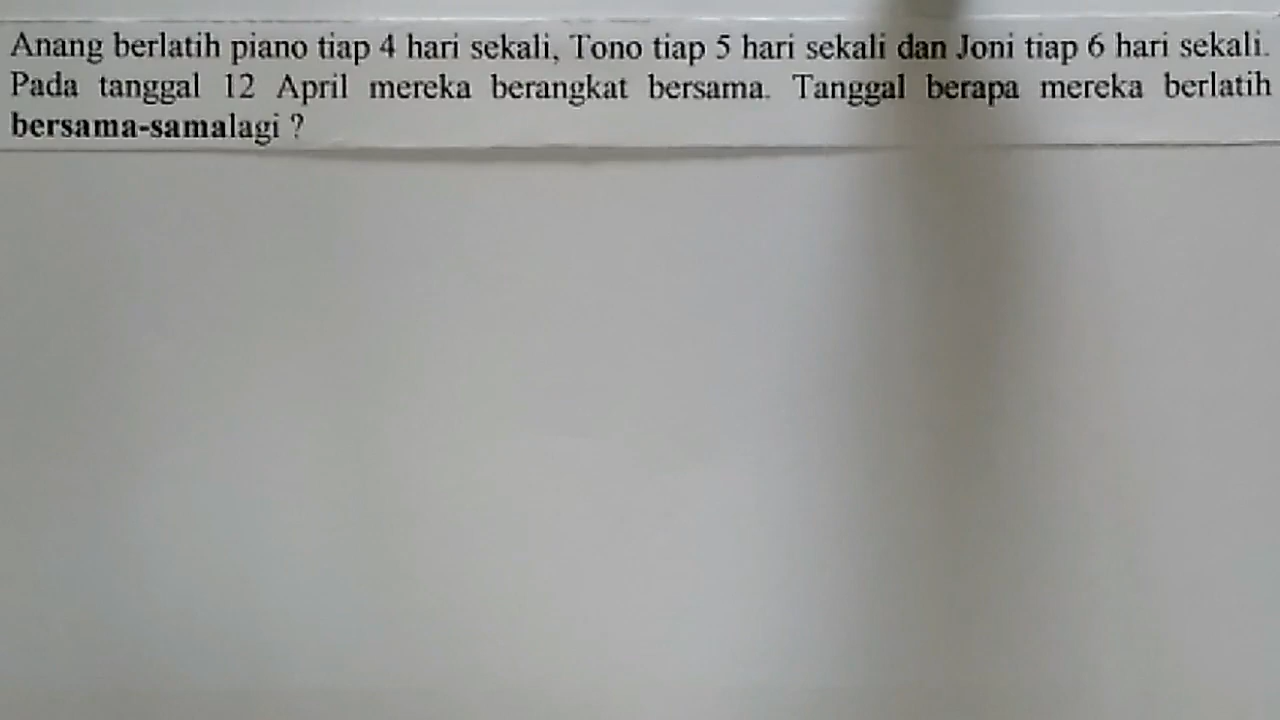 Anang berlatih piano tiap 4 hari sekali, Tono tiap 5 hari sekali dan Joni tiap 6 hari sekali.
Pada tanggal 12 April mereka berangkat bersama. Tanggal berapa mereka berlatih
bersama-samalagi ?